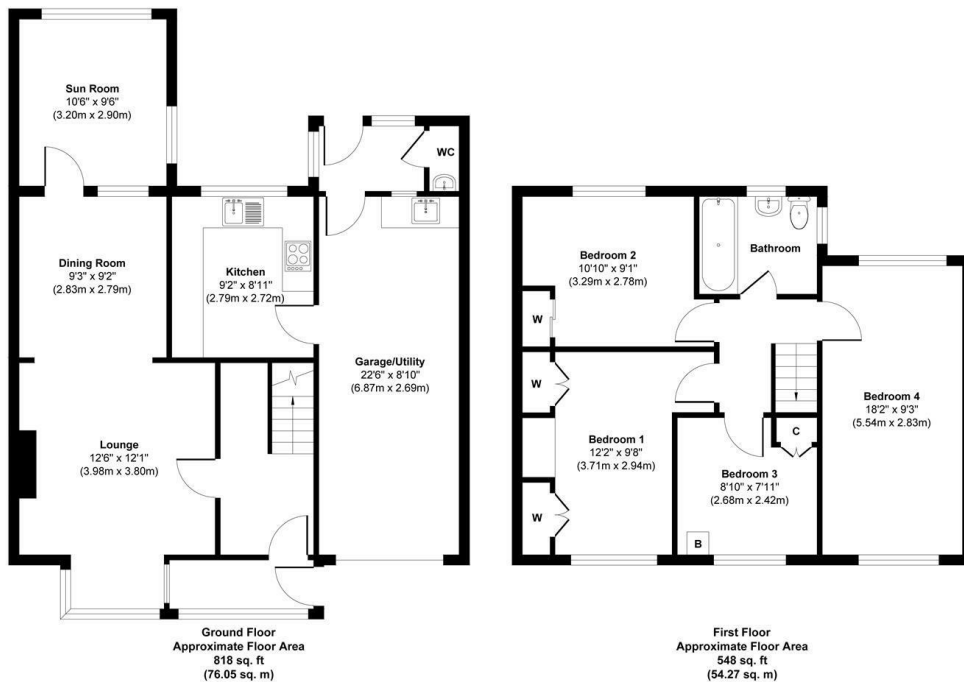 Sun Room
10'6" x 9'6"
(3.20m x 2.90m)
WC
Dining Room
9'3" x 9'2"
(2.83m x 2.79m)
Kitchen
9'2" x 8'11"
(2.79m x 2.72m)
Garage/Utility
22'6" x 8'10"
(6.87m x 2.69m)
Lounge
12'6" x 12'1"
(3.98m x 3.80m)
Ground Floor
Approximate Floor Area
818 sq. ft
(76.05 sq. m)
Bedroom 2
10'10" x 9'1"
(3.29m x 2.78m)
Bathroom
W
W
Bedroom 1
12'2" x 9'8"
(3.71m x 2.94m)
W
Bedroom 4
18'2" x 9'3"
(5.54m x 2.83m)
C
Bedroom 3
8'10" x 7'11"
(2.68m x 2.42m)
B
First Floor
Approximate Floor Area
548 sq. ft
(54.27 sq. m)